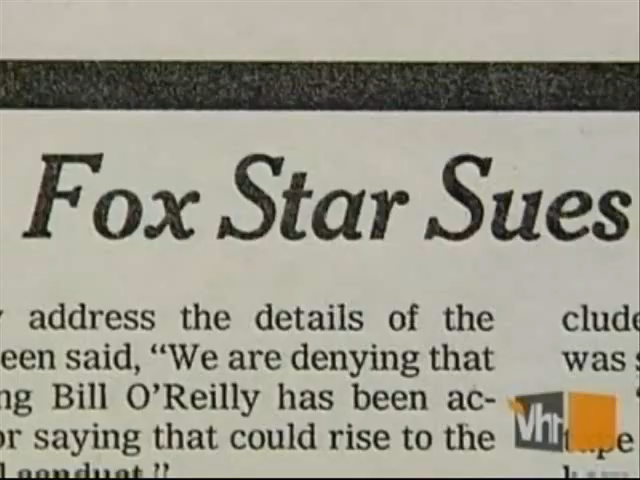 Fox Star Sues
address the details of the
een said, "We are denying that
ng Bill O'Reilly has been ac-
or saying that could rise to the
clude
was
vh1